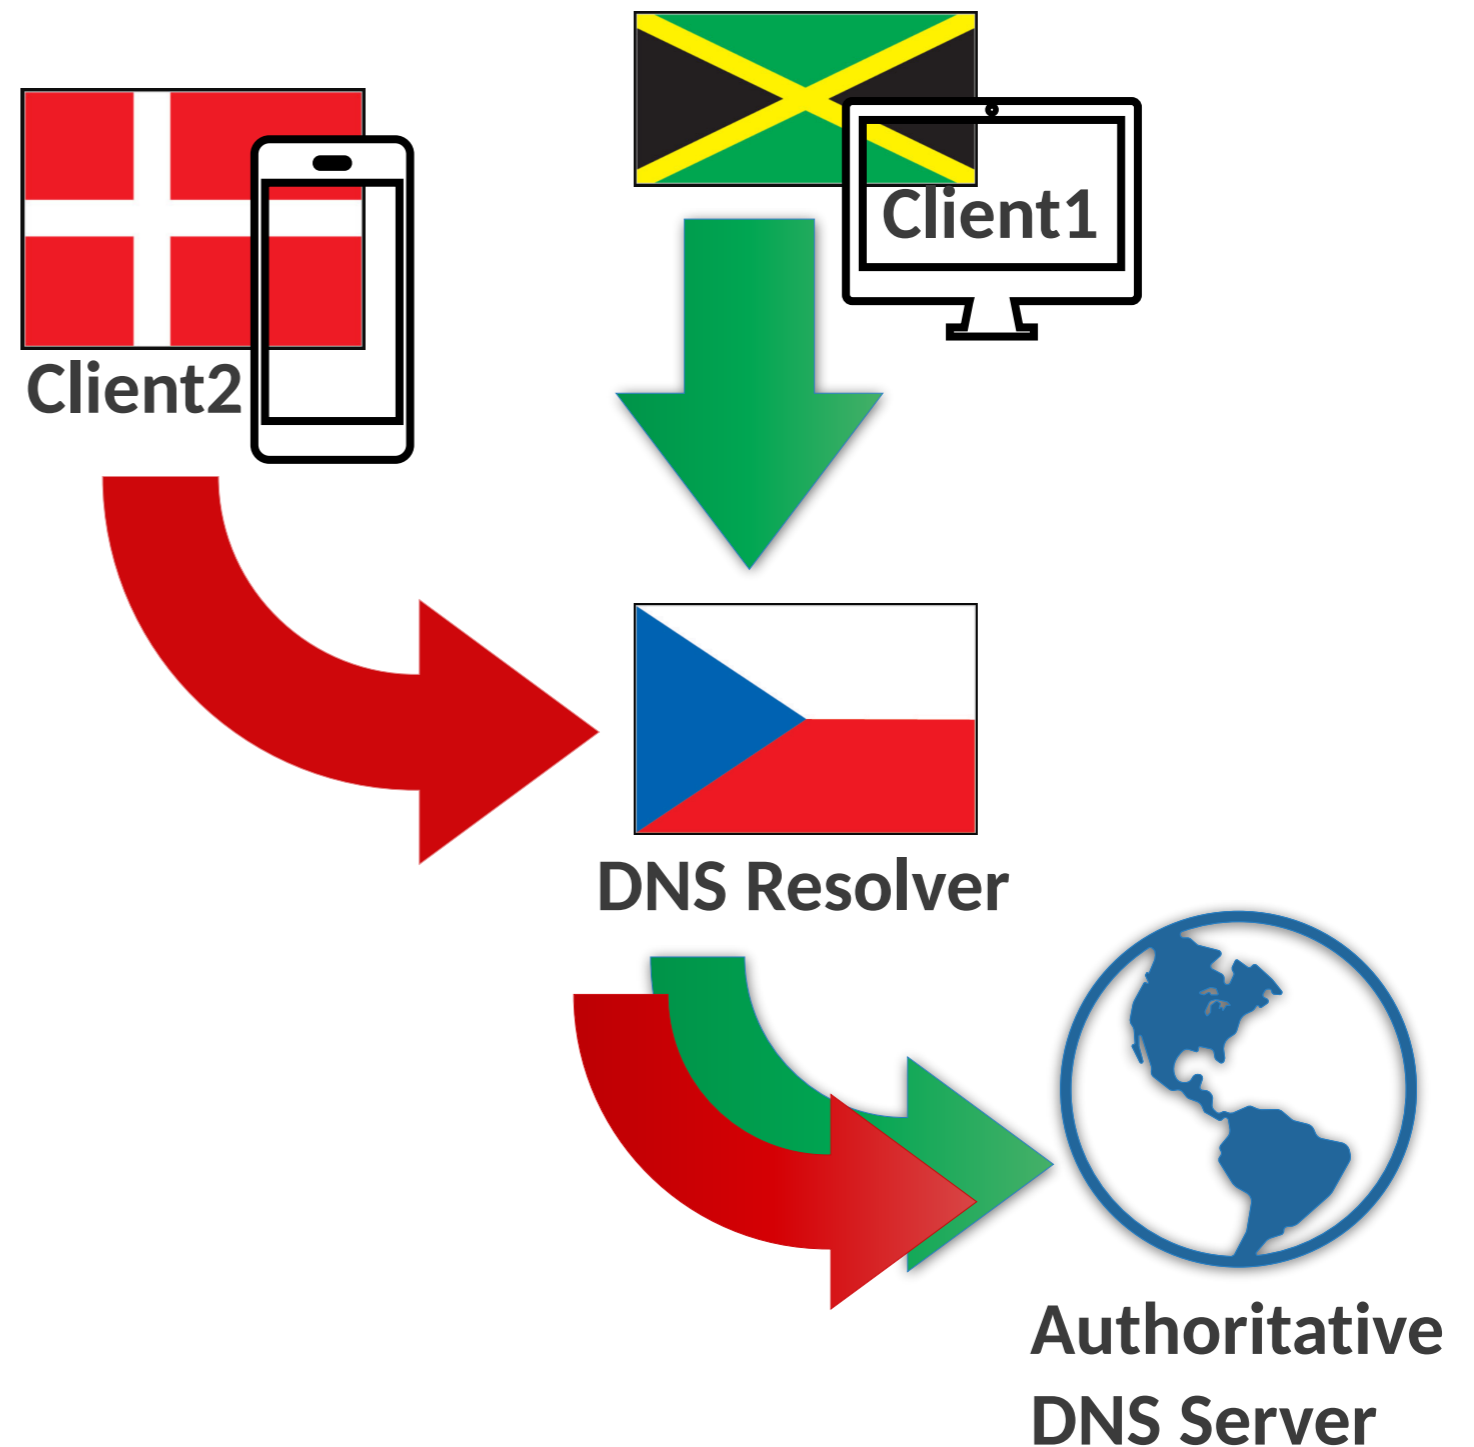 Client1
Client2
DNS Resolver
Authoritative
DNS Server